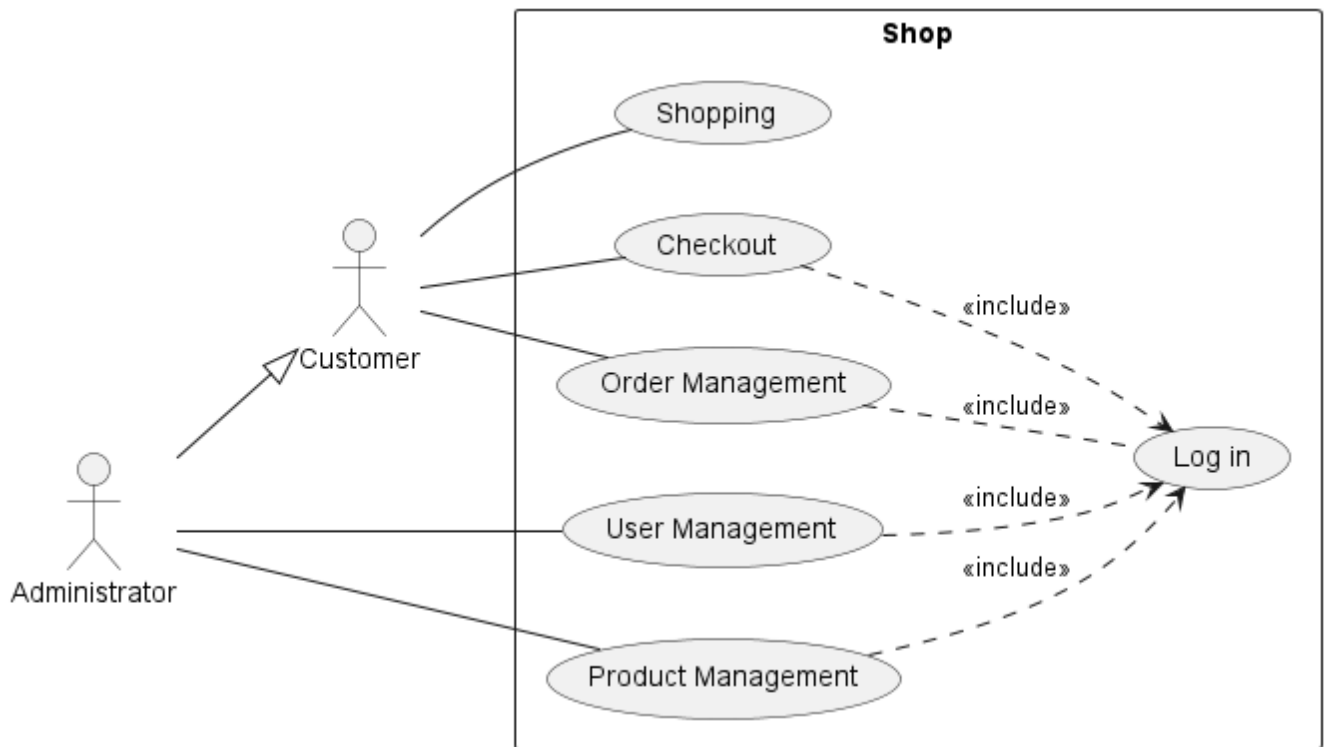 Shop
Shopping
Checkout
«include»
Customer
Order Management
«include»
Log in
User Management
«include»
«include»
Administrator
Product Management